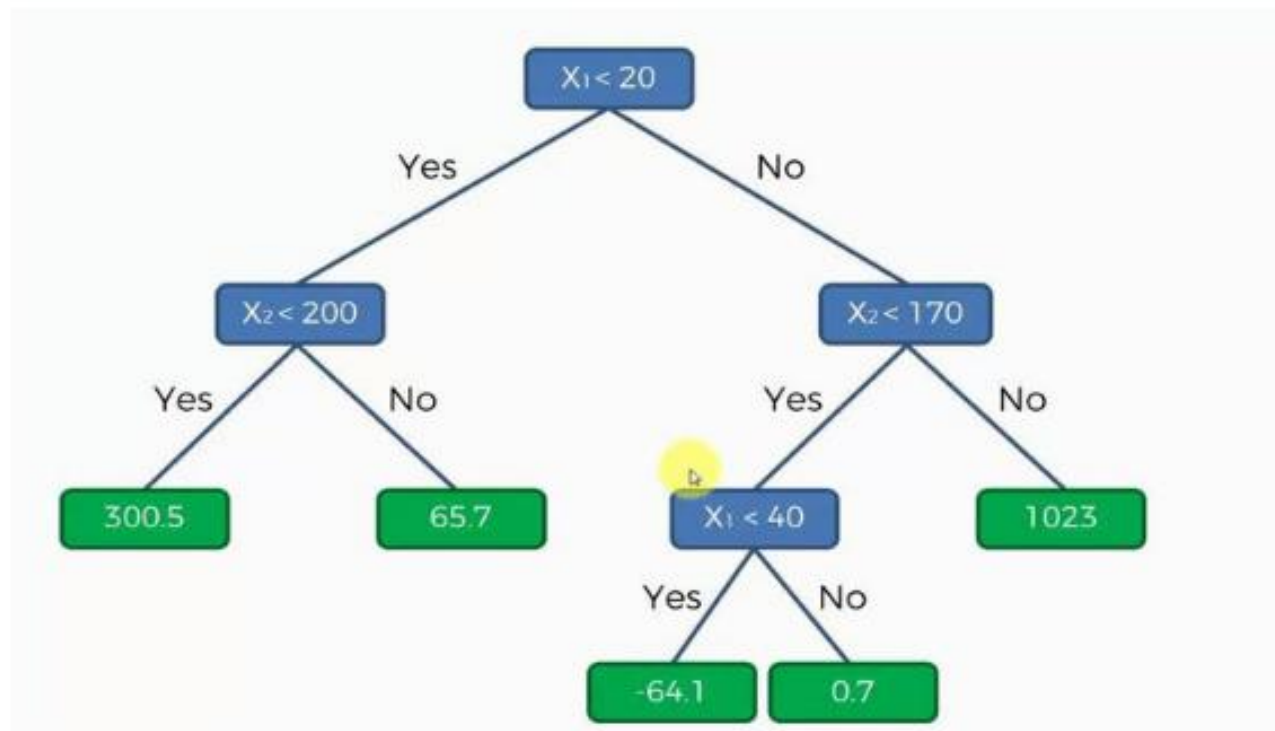 X₁ < 20
Yes
No
X₂ < 200
X₂ < 170
Yes
No
Yes
No
300.5
65.7
X₁ < 40
1023
Yes
No
-64.1
0.7